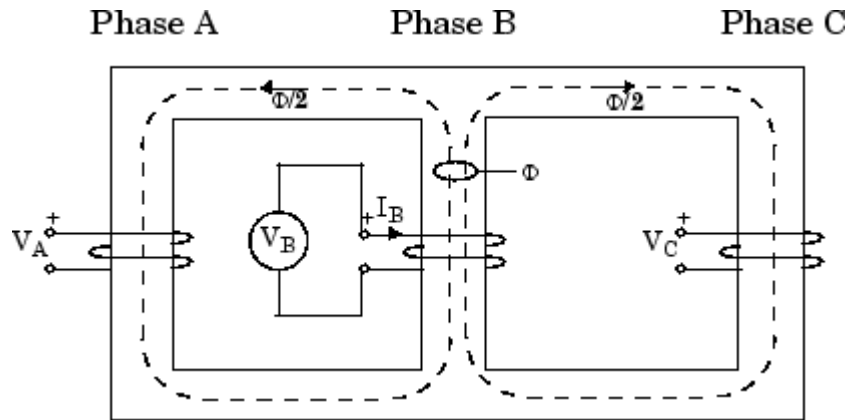 Phase A
Phase B
Phase C
Φ/2
Φ/2
Φ
+
V_A
V_B
+
I_B
+
V_C